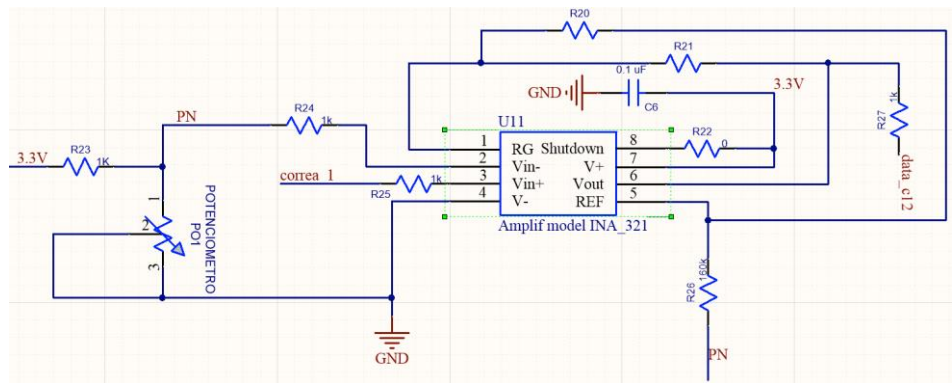 R20
R21
0.1 uF
GND
C6
3.3V
R27
1k
data_c12
PN
R24
1k
U11
1
RG
Shutdown
8
R22
0
2
Vin-
V+
7
3.3V
R23
1K
correa_1
R25
1k
3
Vin+
Vout
6
4
V-
REF
5
Amplif model INA_321
1
2
3
POTENCIOMETRO
PO1
GND
R26
160k
PN